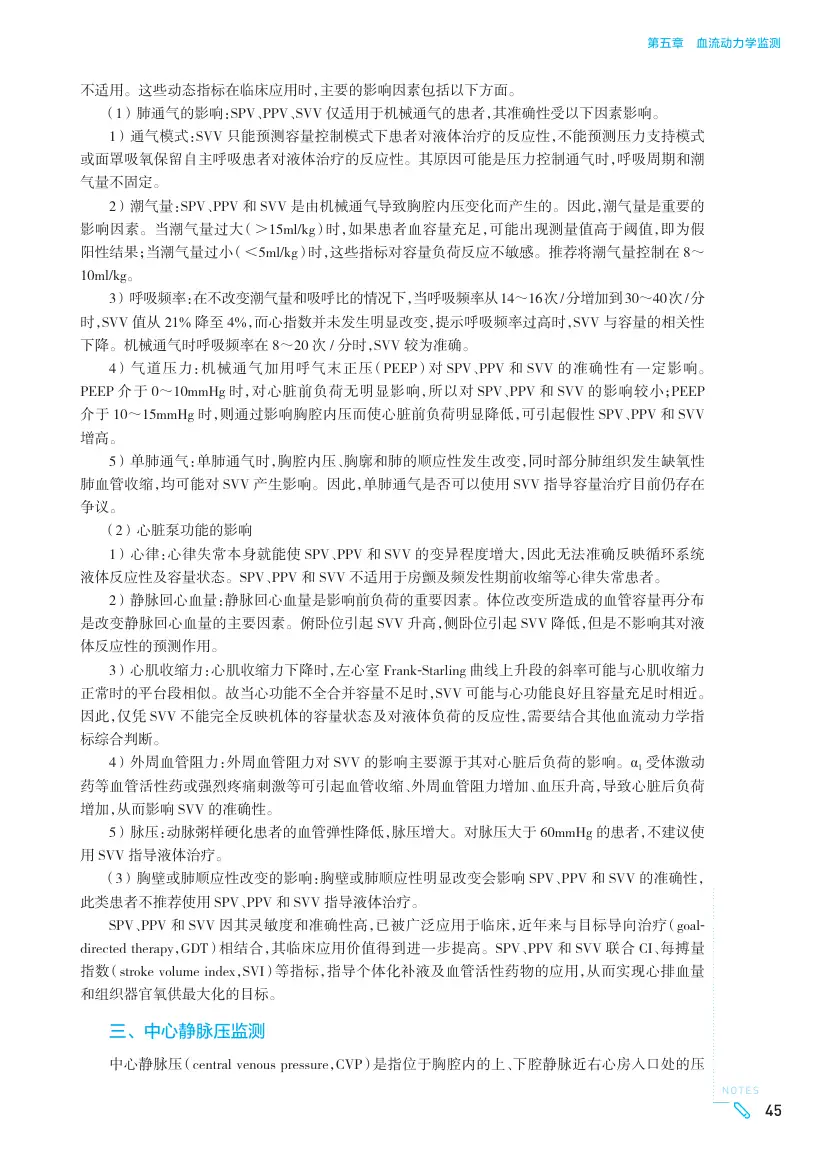 第五章 血流动力学监测
不适用。这些动态指标在临床应用时,主要的影响因素包括以下方面。
（1）肺通气的影响:SPV、PPV、SVV 仅适用于机械通气的患者,其准确性受以下因素影响。
1）通气模式:SVV 只能预测容量控制模式下患者对液体治疗的反应性,不能预测压力支持模式
或面罩吸氧保留自主呼吸患者对液体治疗的反应性。其原因可能是压力控制通气时,呼吸周期和潮
气量不固定。
2）潮气量:SPV、PPV 和 SVV 是由机械通气导致胸腔内压变化而产生的。因此,潮气量是重要的
影响因素。当潮气量过大（＞15ml/kg）时,如果患者血容量充足,可能出现测量值高于阈值,即为假
阳性结果;当潮气量过小（＜5ml/kg）时,这些指标对容量负荷反应不敏感。推荐将潮气量控制在 8～
10ml/kg。
3）呼吸频率:在不改变潮气量和吸呼比的情况下,当呼吸频率从14～16次/分增加到30～40次/分
时,SVV 值从 21% 降至 4%,而心指数并未发生明显改变,提示呼吸频率过高时,SVV 与容量的相关性
下降。机械通气时呼吸频率在 8～20 次 / 分时,SVV 较为准确。
4）气道压力:机械通气加用呼气末正压（PEEP）对 SPV、PPV 和 SVV 的准确性有一定影响。
PEEP 介于 0～10mmHg 时,对心脏前负荷无明显影响,所以对 SPV、PPV 和 SVV 的影响较小;PEEP
介于 10～15mmHg 时,则通过影响胸腔内压而使心脏前负荷明显降低,可引起假性 SPV、PPV 和 SVV
增高。
5）单肺通气:单肺通气时,胸腔内压、胸廓和肺的顺应性发生改变,同时部分肺组织发生缺氧性
肺血管收缩,均可能对 SVV 产生影响。因此,单肺通气是否可以使用 SVV 指导容量治疗目前仍存在
争议。
（2）心脏泵功能的影响
1）心律:心律失常本身就能使 SPV、PPV 和 SVV 的变异程度增大,因此无法准确反映循环系统
液体反应性及容量状态。SPV、PPV 和 SVV 不适用于房颤及频发性期前收缩等心律失常患者。
2）静脉回心血量:静脉回心血量是影响前负荷的重要因素。体位改变所造成的血管容量再分布
是改变静脉回心血量的主要因素。俯卧位引起 SVV 升高,侧卧位引起 SVV 降低,但是不影响其对液
体反应性的预测作用。
3）心肌收缩力:心肌收缩力下降时,左心室 Frank-Starling 曲线上升段的斜率可能与心肌收缩力
正常时的平台段相似。故当心功能不全合并容量不足时,SVV 可能与心功能良好且容量充足时相近。
因此,仅凭 SVV 不能完全反映机体的容量状态及对液体负荷的反应性,需要结合其他血流动力学指
标综合判断。
4）外周血管阻力:外周血管阻力对 SVV 的影响主要源于其对心脏后负荷的影响。α₁ 受体激动
药等血管活性药或强烈疼痛刺激等可引起血管收缩、外周血管阻力增加、血压升高,导致心脏后负荷
增加,从而影响 SVV 的准确性。
5）脉压:动脉粥样硬化患者的血管弹性降低,脉压增大。对脉压大于 60mmHg 的患者,不建议使
用 SVV 指导液体治疗。
（3）胸壁或肺顺应性改变的影响:胸壁或肺顺应性明显改变会影响 SPV、PPV 和 SVV 的准确性,
此类患者不推荐使用 SPV、PPV 和 SVV 指导液体治疗。
SPV、PPV 和 SVV 因其灵敏度和准确性高,已被广泛应用于临床,近年来与目标导向治疗（goal-
directed therapy,GDT）相结合,其临床应用价值得到进一步提高。SPV、PPV 和 SVV 联合 CI、每搏量
指数（stroke volume index,SVI）等指标,指导个体化补液及血管活性药物的应用,从而实现心排血量
和组织器官氧供最大化的目标。
三、中心静脉压监测
中心静脉压（central venous pressure,CVP）是指位于胸腔内的上、下腔静脉近右心房入口处的压
NOTES
45